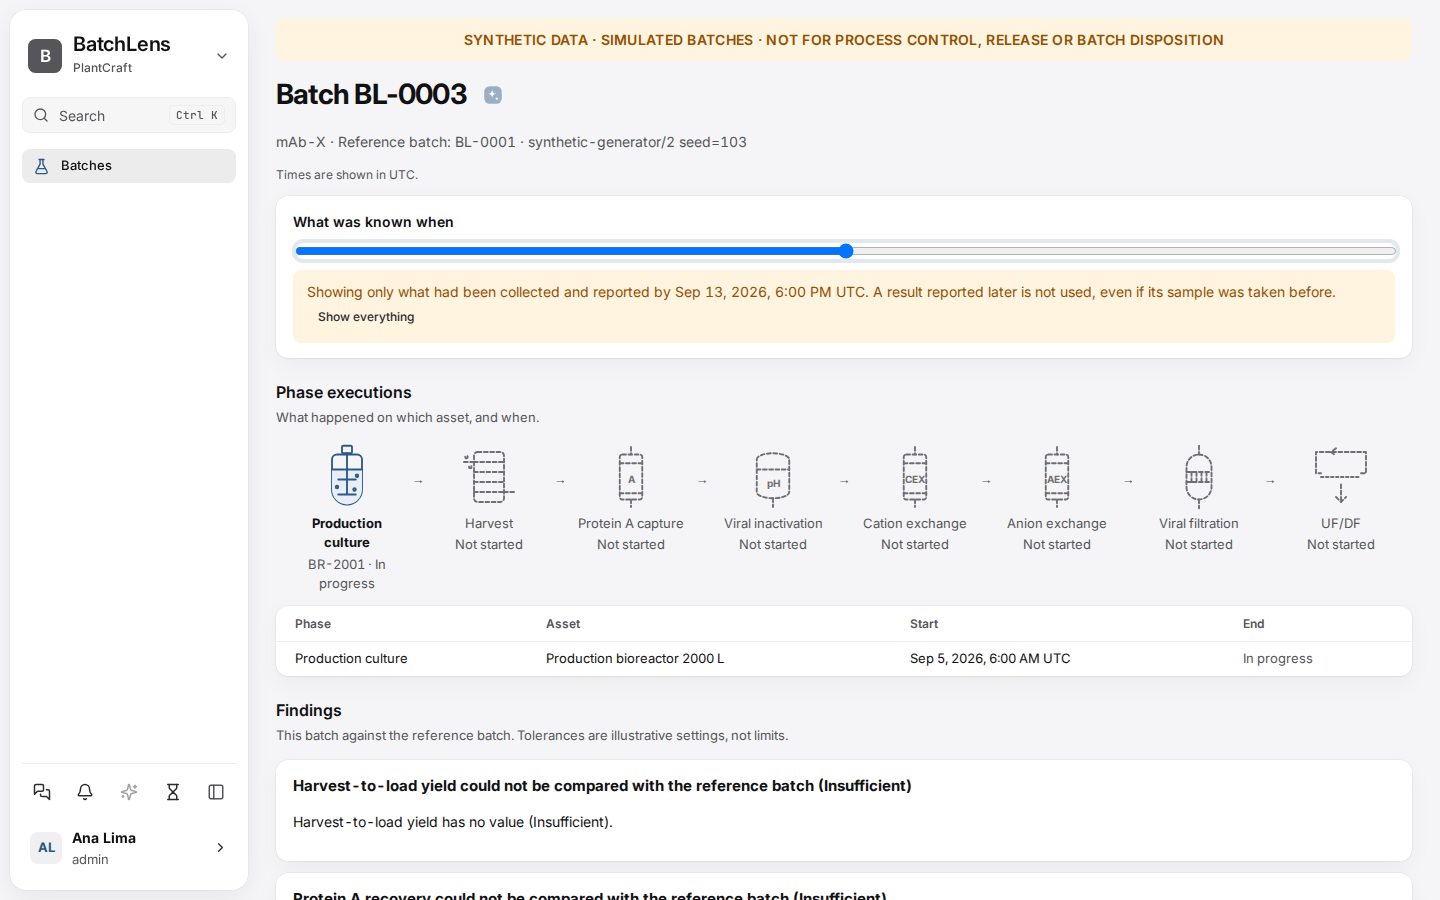 B
BatchLens
PlantCraft
Search
Ctrl K
Batches
AL
Ana Lima
admin
SYNTHETIC DATA · SIMULATED BATCHES · NOT FOR PROCESS CONTROL, RELEASE OR BATCH DISPOSITION
Batch BL-0003
mAb-X · Reference batch: BL-0001 · synthetic-generator/2 seed=103
Times are shown in UTC.
What was known when
Showing only what had been collected and reported by Sep 13, 2026, 6:00 PM UTC. A result reported later is not used, even if its sample was taken before.
Show everything
Phase executions
What happened on which asset, and when.
A
pH
CEX
AEX
→ → → → → → →
Production culture
BR-2001 · In progress
Harvest
Not started
Protein A capture
Not started
Viral inactivation
Not started
Cation exchange
Not started
Anion exchange
Not started
Viral filtration
Not started
UF/DF
Not started
Phase Asset Start End
Production culture Production bioreactor 2000 L Sep 5, 2026, 6:00 AM UTC In progress
Findings
This batch against the reference batch. Tolerances are illustrative settings, not limits.
Harvest-to-load yield could not be compared with the reference batch (Insufficient)
Harvest-to-load yield has no value (Insufficient).
Protein A recovery could not be compared with the reference batch (Insufficient)